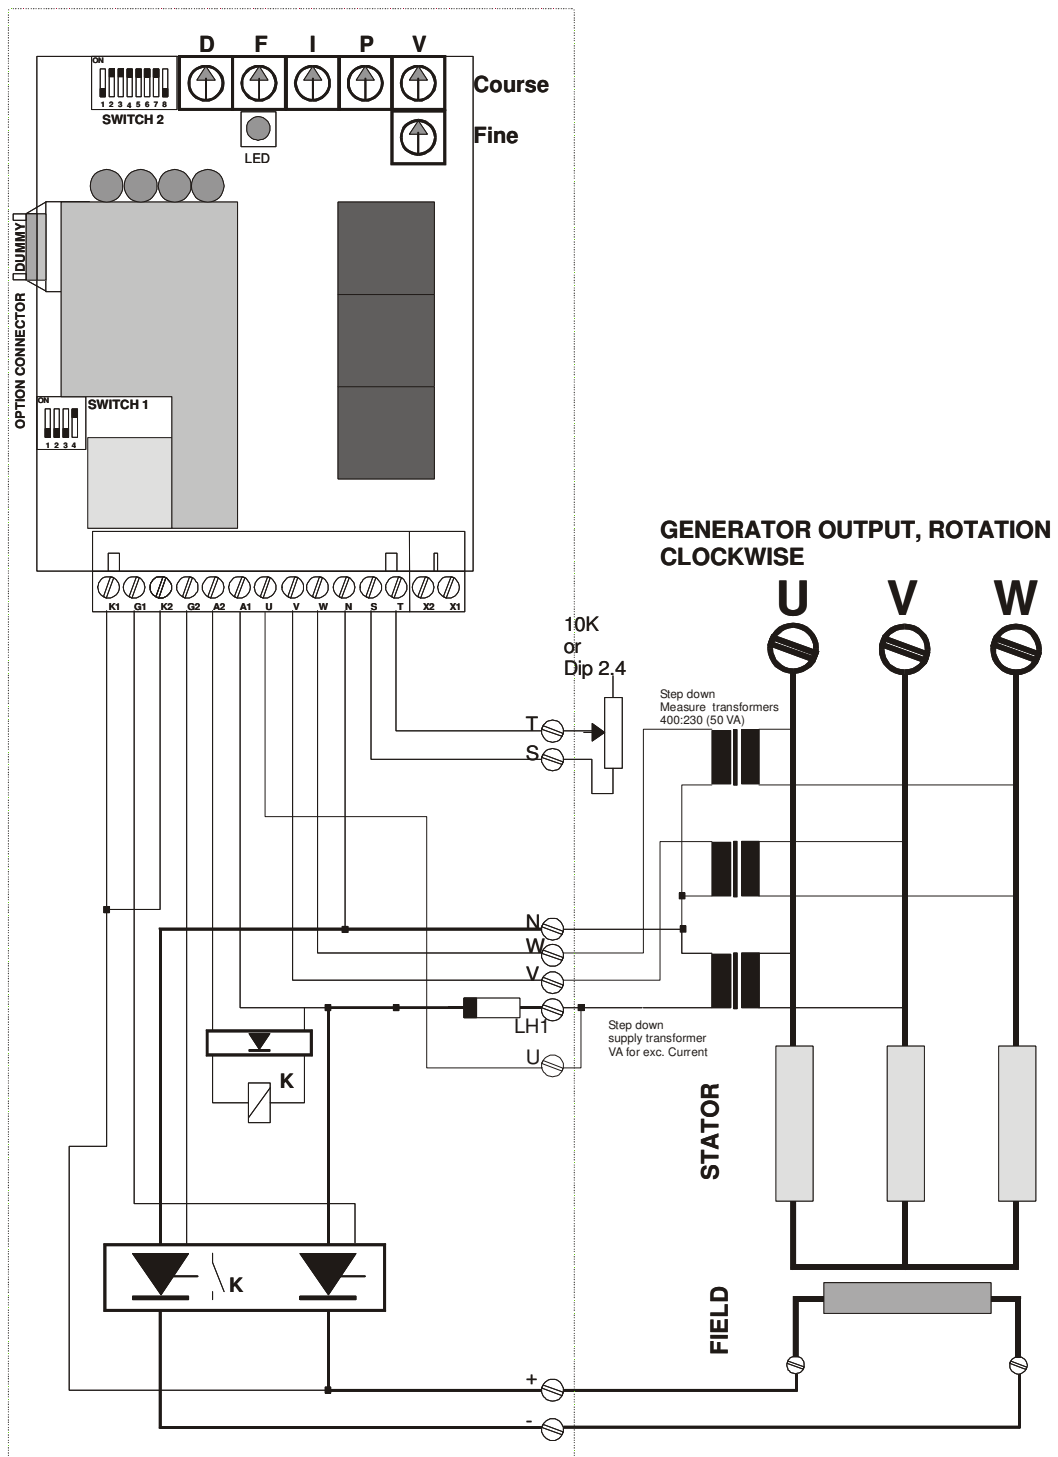 D F I P V
ON
1 2 3 4 5 6 7 8
SWITCH 2
Course
Fine
LED
DUMMY
OPTION CONNECTOR
ON
SWITCH 1
1 2 3 4
GENERATOR OUTPUT, ROTATION
CLOCKWISE
U V W
K1 G1 K2 G2 A2 A1 U V W N S T X2 X1
10K
or
Dip 2.4
T
S
Step down
Measure transformers
400:230 (50 VA)
N
W
V
LH1
U
Step down
supply transformer
VA for exc. Current
K
STATOR
K
FIELD
+
-